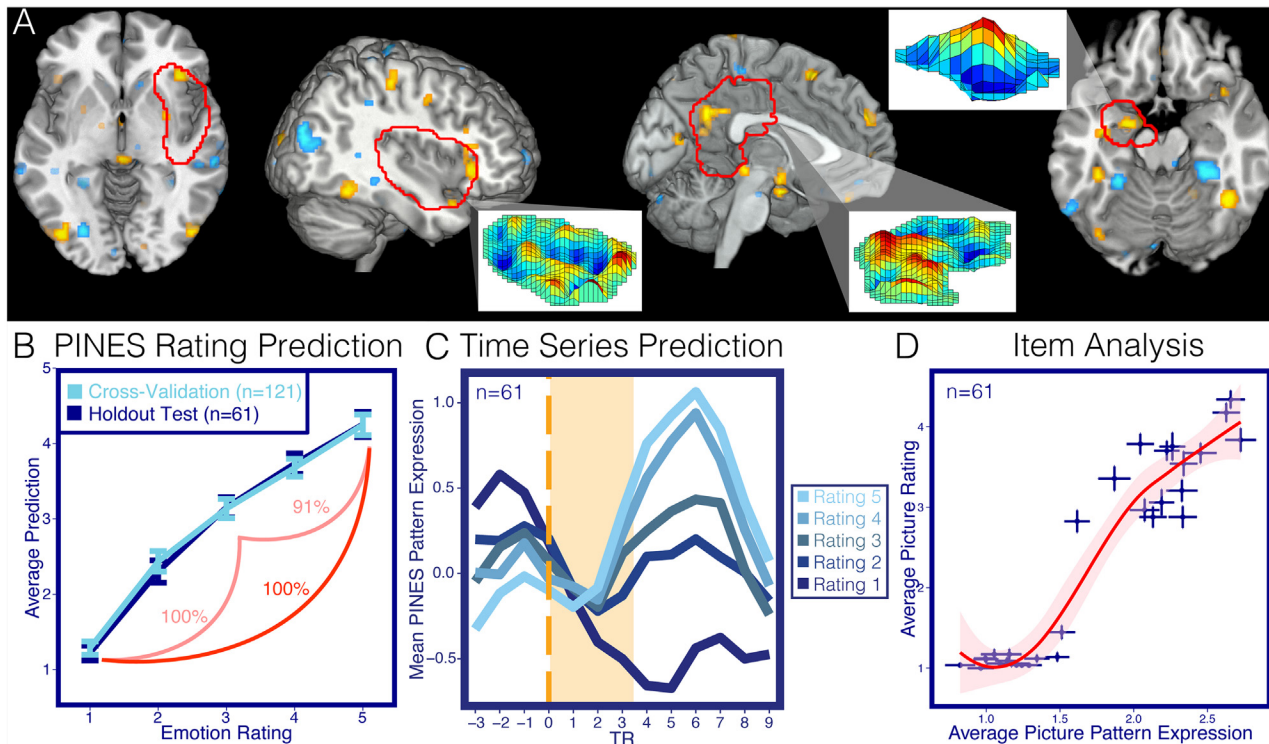 A
B PINES Rating Prediction
5
4
3
2
1
Average Prediction
Cross-Validation (n=121)
Holdout Test (n=61)
91%
100%
100%
1 2 3 4 5
Emotion Rating
C Time Series Prediction
n=61
1.0
0.5
0.0
−0.5
Mean PINES Pattern Expression
Rating 5
Rating 4
Rating 3
Rating 2
Rating 1
−3 −2 −1 0 1 2 3 4 5 6 7 8 9
TR
D Item Analysis
n=61
4
3
2
1
Average Picture Rating
1.0 1.5 2.0 2.5
Average Picture Pattern Expression